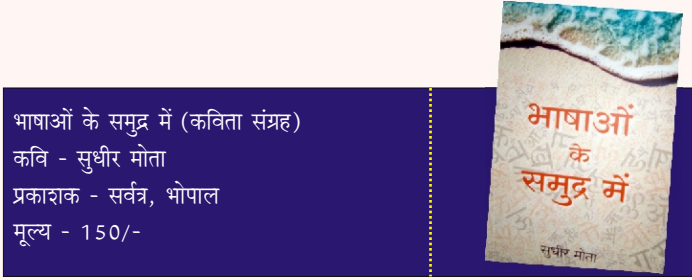 भाषाओं के समुद्र में (कविता संग्रह)
कवि - सुधीर मोता
प्रकाशक - सर्वत्र, भोपाल
मूल्य - 150/-
भाषाओं
के
समुद्र में
सुधीर मोता